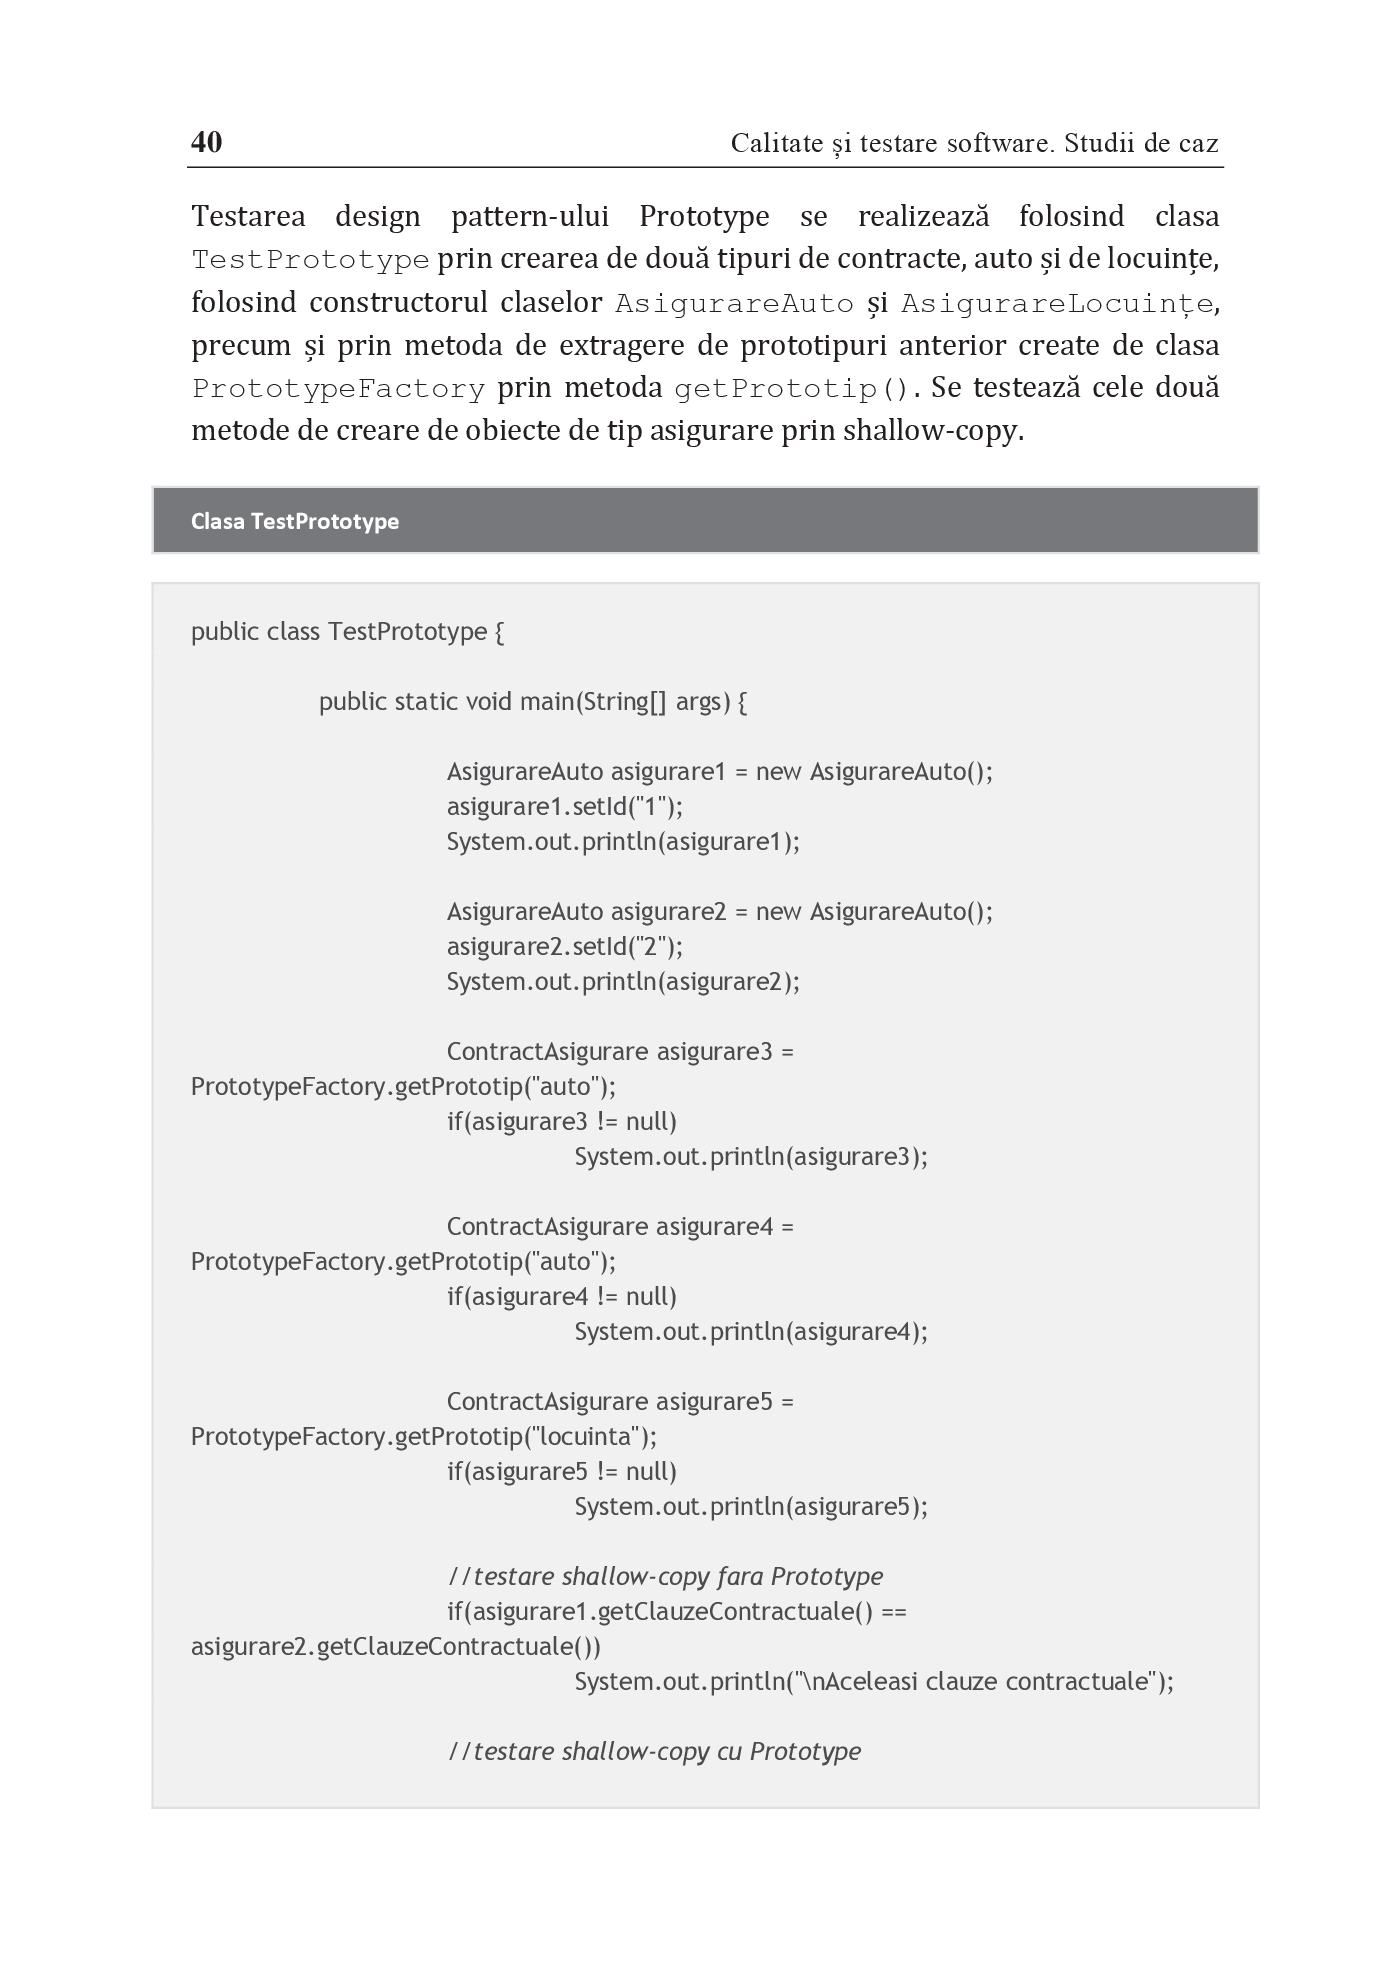 40 Calitate și testare software. Studii de caz
Testarea design pattern-ului Prototype se realizează folosind clasa
TestPrototype prin crearea de două tipuri de contracte, auto și de locuințe,
folosind constructorul claselor AsigurareAuto și AsigurareLocuințe,
precum și prin metoda de extragere de prototipuri anterior create de clasa
PrototypeFactory prin metoda getPrototip(). Se testează cele două
metode de creare de obiecte de tip asigurare prin shallow-copy.
Clasa TestPrototype
public class TestPrototype {
public static void main(String[] args) {
AsigurareAuto asigurare1 = new AsigurareAuto();
asigurare1.setId("1");
System.out.println(asigurare1);
AsigurareAuto asigurare2 = new AsigurareAuto();
asigurare2.setId("2");
System.out.println(asigurare2);
ContractAsigurare asigurare3 =
PrototypeFactory.getPrototip("auto");
if(asigurare3 != null)
System.out.println(asigurare3);
ContractAsigurare asigurare4 =
PrototypeFactory.getPrototip("auto");
if(asigurare4 != null)
System.out.println(asigurare4);
ContractAsigurare asigurare5 =
PrototypeFactory.getPrototip("locuinta");
if(asigurare5 != null)
System.out.println(asigurare5);
//testare shallow-copy fara Prototype
if(asigurare1.getClauzeContractuale() ==
asigurare2.getClauzeContractuale())
System.out.println("\nAceleasi clauze contractuale");
//testare shallow-copy cu Prototype